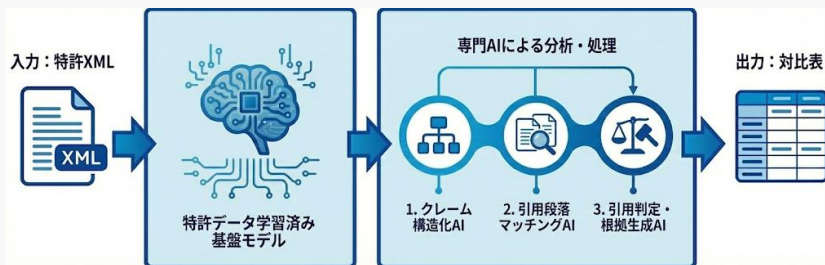 入力：特許XML
XML
特許データ学習済み
基盤モデル
専門AIによる分析・処理
1. クレーム
構造化AI
2. 引用段落
マッチングAI
3. 引用判定・
根拠生成AI
出力：対比表